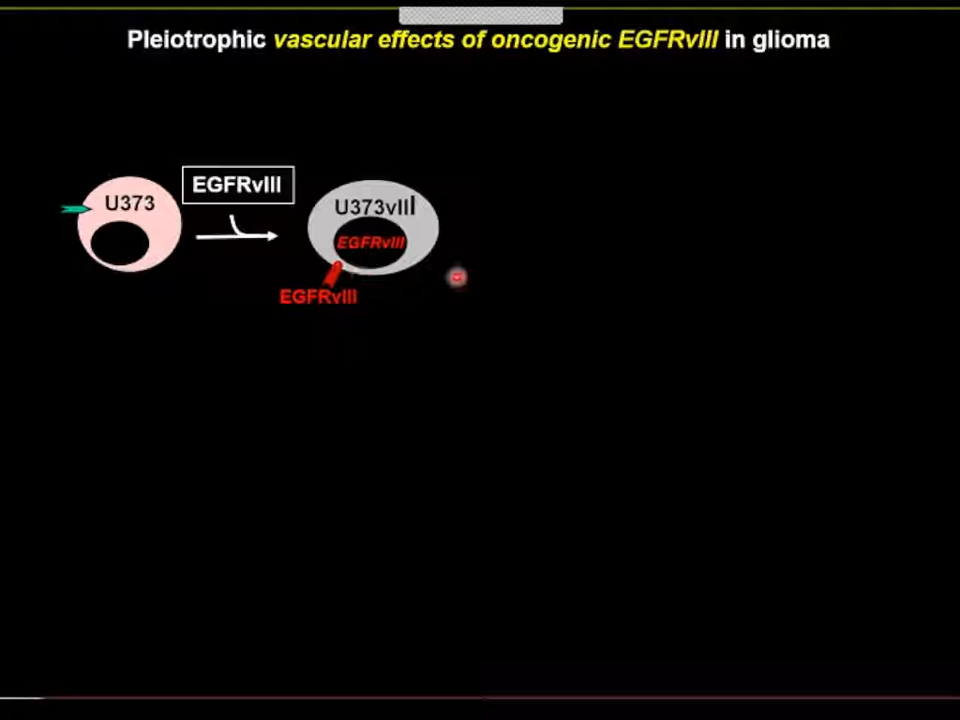 Pleiotrophic vascular effects of oncogenic EGFRvIII in glioma
U373
EGFRvIII
U373vIII
EGFRvIII
EGFRvIII